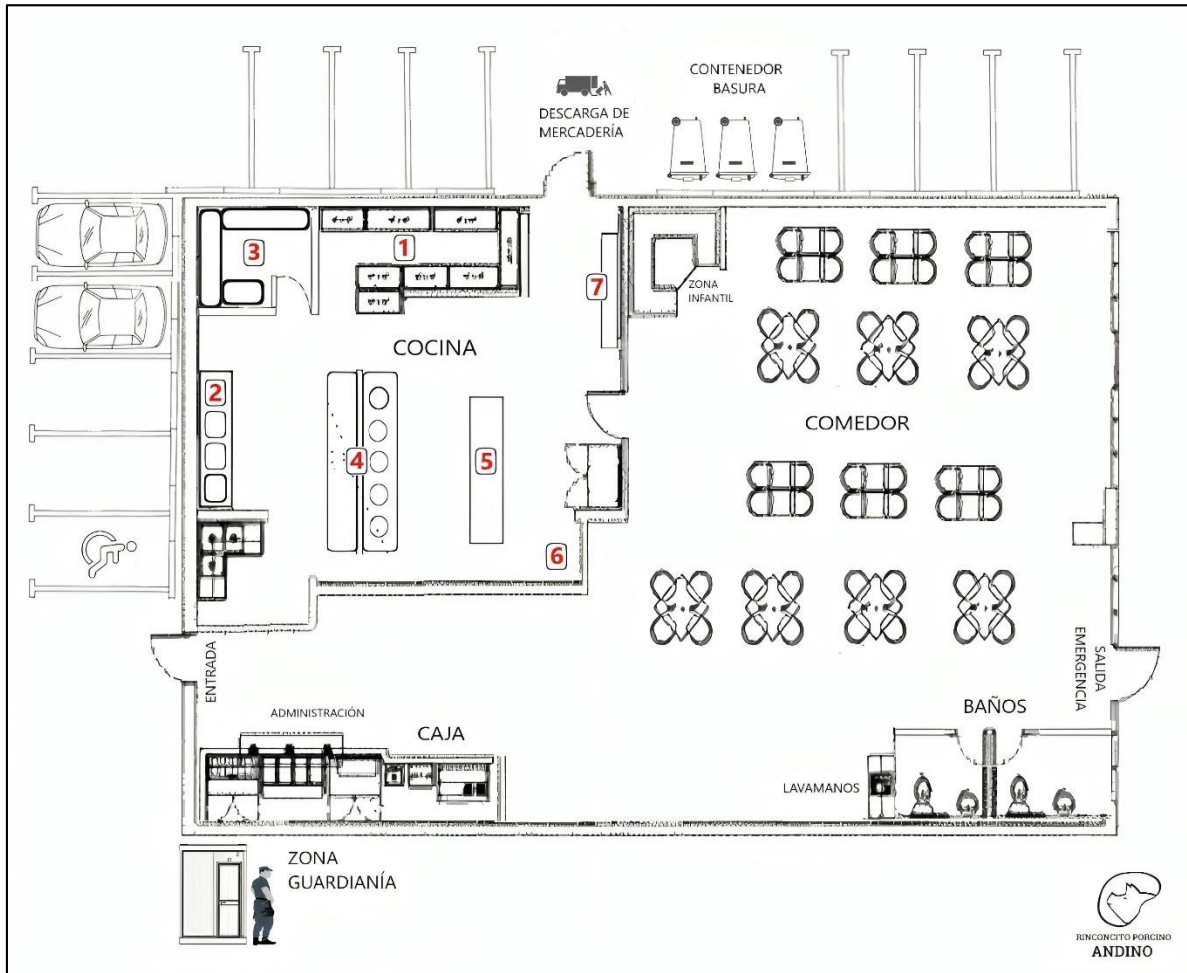 CONTENEDOR
BASURA
DESCARGA DE
MERCADERÍA
3
1
7
ZONA
INFANTIL
COCINA
2
COMEDOR
4
5
6
ENTRADA
SALIDA
EMERGENCIA
ADMINISTRACIÓN
CAJA
BAÑOS
LAVAMANOS
ZONA
GUARDIANÍA
RINCONCITO PORCINO
ANDINO